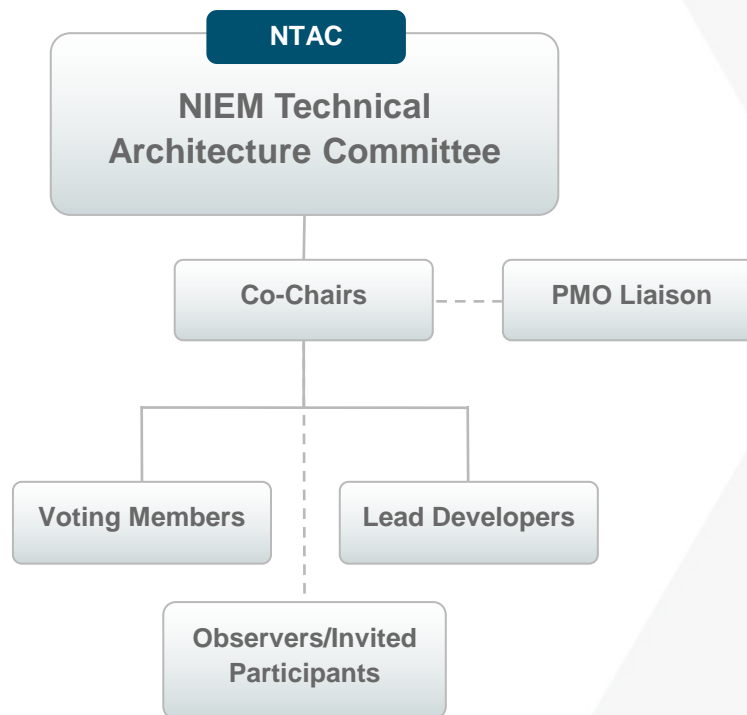 NTAC
NIEM Technical
Architecture Committee
Co-Chairs
PMO Liaison
Voting Members
Lead Developers
Observers/Invited
Participants